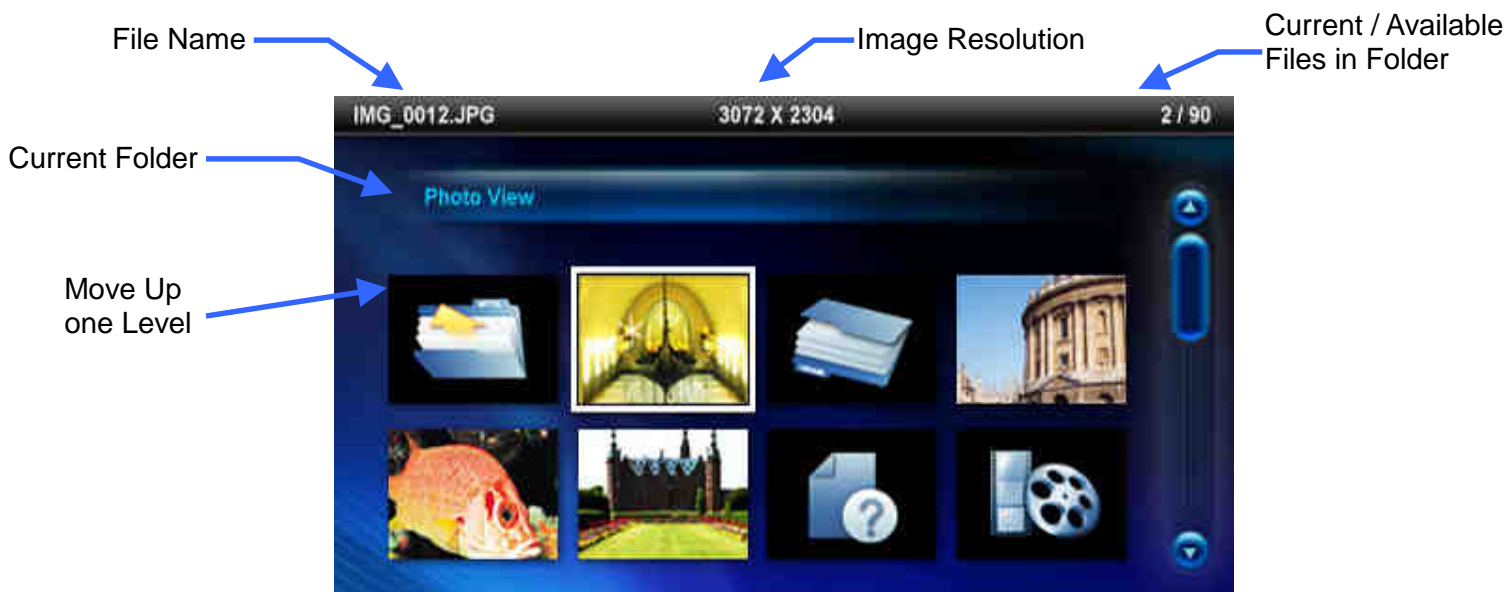 File Name
Image Resolution
Current / Available
Files in Folder
IMG_0012.JPG
3072 X 2304
2 / 90
Current Folder
Photo View
Move Up
one Level
?